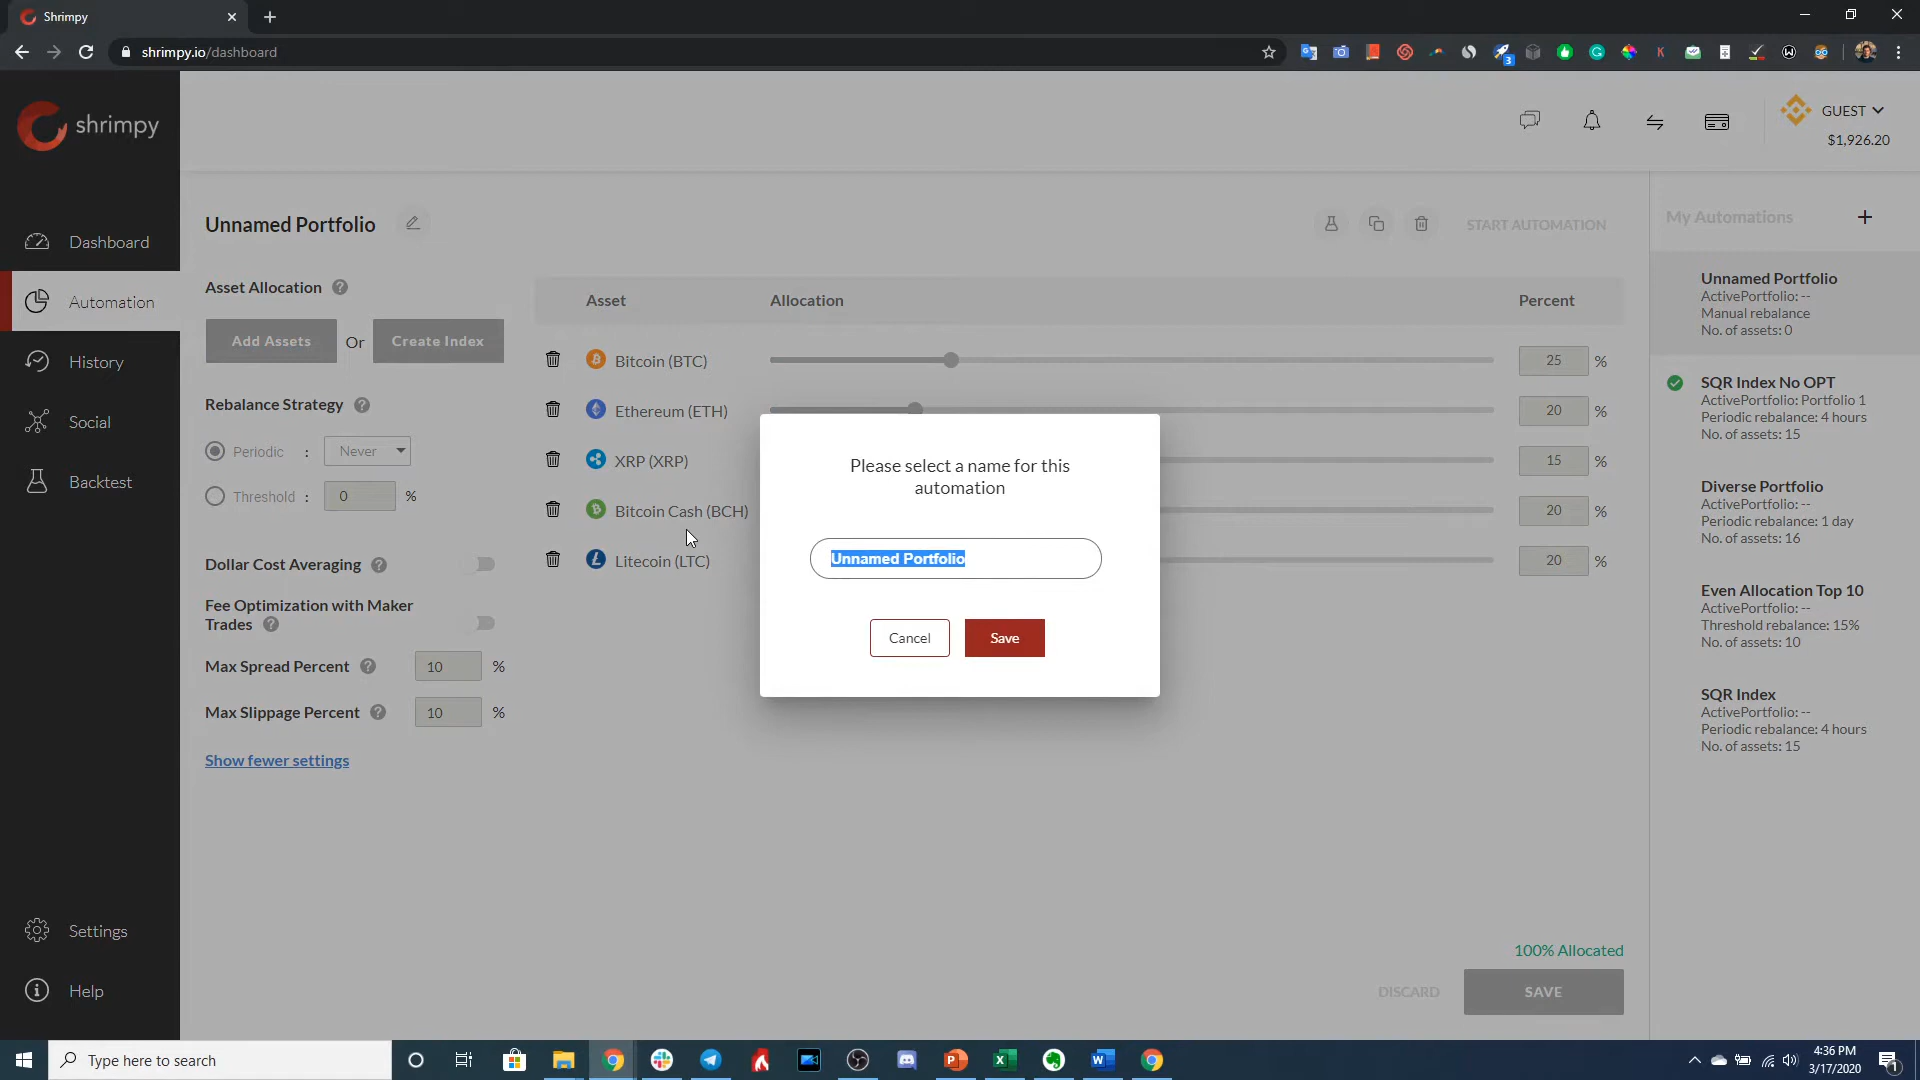 Shrimpy
shrimpy.io/dashboard
3
shrimpy
GUEST
$1,926.20
Dashboard
Automation
History
Social
Backtest
Settings
Help
Unnamed Portfolio
START AUTOMATION
Asset Allocation ?
Add Assets Or Create Index
Rebalance Strategy ?
Periodic : Never
Threshold : 0 %
Dollar Cost Averaging ?
Fee Optimization with Maker
Trades ?
Max Spread Percent ? 10 %
Max Slippage Percent ? 10 %
Show fewer settings
Asset Allocation Percent
Bitcoin (BTC) 25 %
Ethereum (ETH) 20 %
XRP (XRP) 15 %
Bitcoin Cash (BCH) 20 %
Litecoin (LTC) 20 %
Please select a name for this
automation
Unnamed Portfolio
Cancel Save
100% Allocated
DISCARD SAVE
My Automations +
Unnamed Portfolio
ActivePortfolio: --
Manual rebalance
No. of assets: 0
SQR Index No OPT
ActivePortfolio: Portfolio 1
Periodic rebalance: 4 hours
No. of assets: 15
Diverse Portfolio
ActivePortfolio: --
Periodic rebalance: 1 day
No. of assets: 16
Even Allocation Top 10
ActivePortfolio: --
Threshold rebalance: 15%
No. of assets: 10
SQR Index
ActivePortfolio: --
Periodic rebalance: 4 hours
No. of assets: 15
Type here to search
4:36 PM
3/17/2020
1